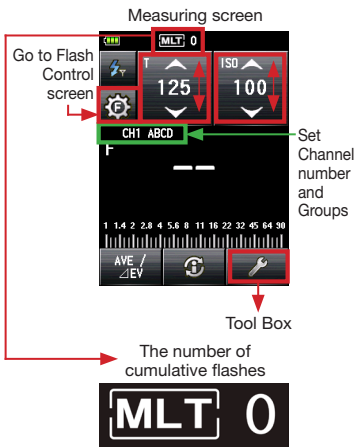 Measuring screen
MLT 0
Go to Flash
Control
screen
T
125
ISO
100
F
CH1 ABCD
F
Set
Channel
number
and
Groups
1 1.4 2 2.8 4 5.6 8 11 16 22 32 45 64 90
AVE /
⊿EV
Tool Box
The number of
cumulative flashes
MLT 0